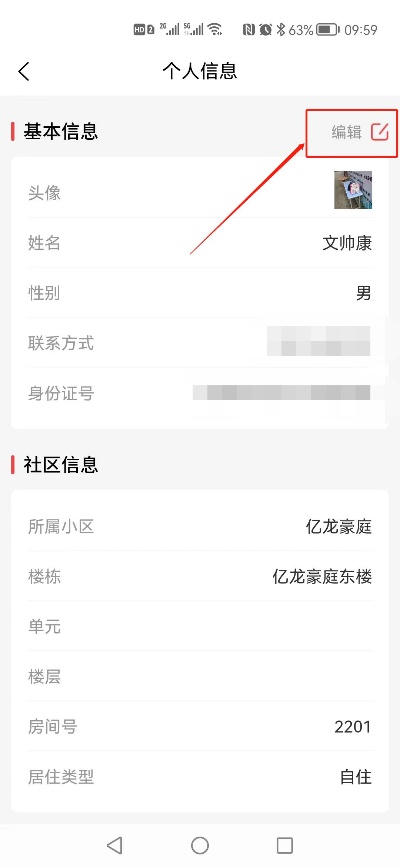 HD 2 2G 5G 63% 09:59
个人信息
基本信息
编辑
头像
姓名 文帅康
性别 男
联系方式
身份证号
社区信息
所属小区 亿龙豪庭
楼栋 亿龙豪庭东楼
单元
楼层
房间号 2201
居住类型 自住